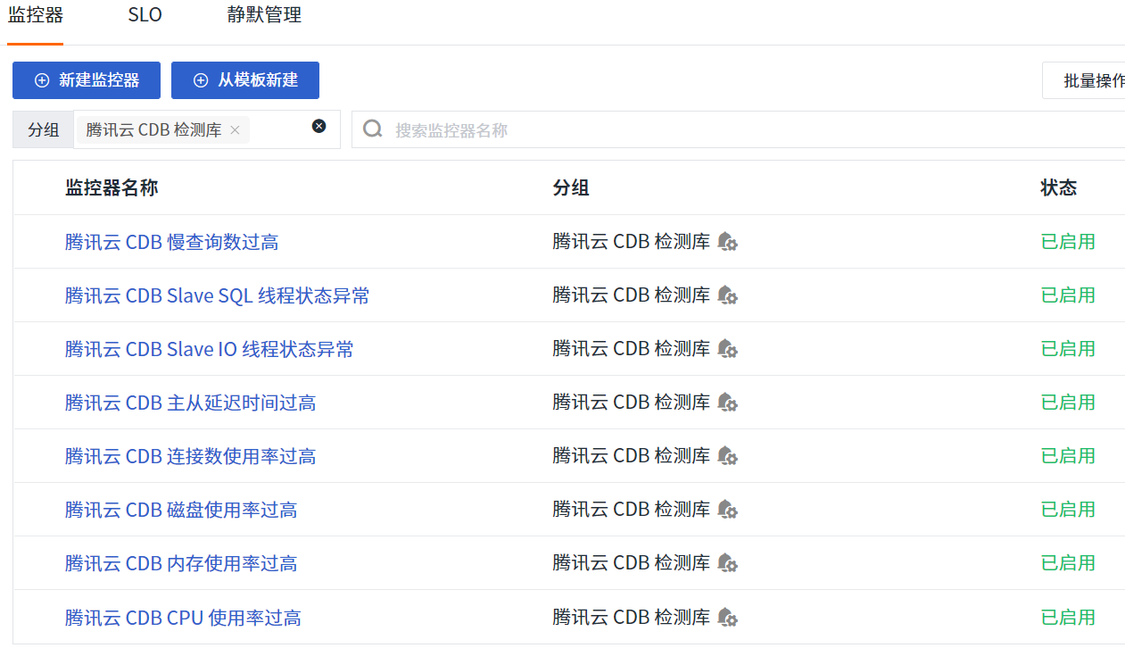 监控器 SLO 静默管理
新建监控器 从模板新建 批量操作
分组 腾讯云 CDB 检测库 搜索监控器名称
监控器名称 分组 状态
腾讯云 CDB 慢查询数过高 腾讯云 CDB 检测库 已启用
腾讯云 CDB Slave SQL 线程状态异常 腾讯云 CDB 检测库 已启用
腾讯云 CDB Slave IO 线程状态异常 腾讯云 CDB 检测库 已启用
腾讯云 CDB 主从延迟时间过高 腾讯云 CDB 检测库 已启用
腾讯云 CDB 连接数使用率过高 腾讯云 CDB 检测库 已启用
腾讯云 CDB 磁盘使用率过高 腾讯云 CDB 检测库 已启用
腾讯云 CDB 内存使用率过高 腾讯云 CDB 检测库 已启用
腾讯云 CDB CPU 使用率过高 腾讯云 CDB 检测库 已启用